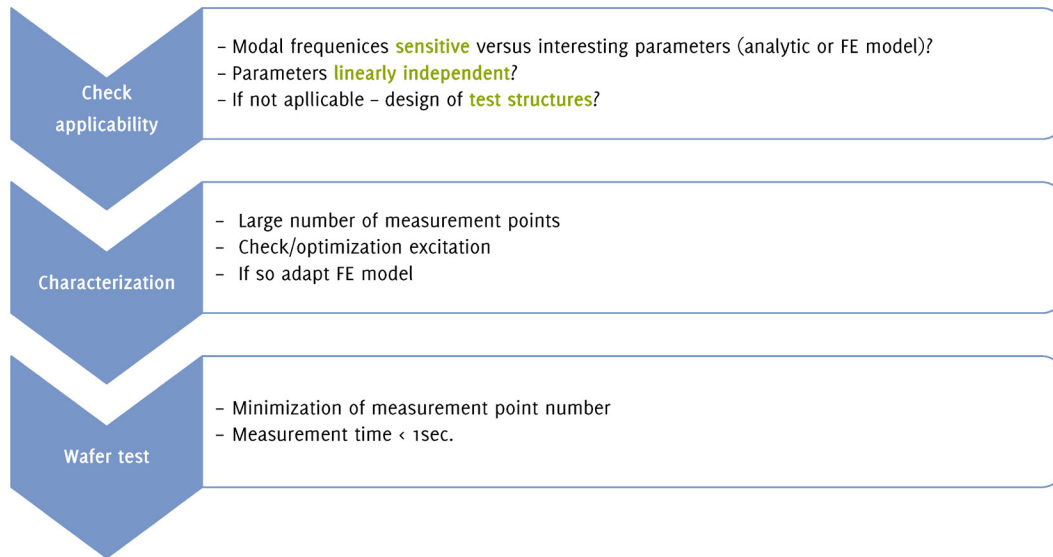 Check
applicability
– Modal frequenices sensitive versus interesting parameters (analytic or FE model)?
– Parameters linearly independent?
– If not apllicable – design of test structures?
Characterization
– Large number of measurement points
– Check/optimization excitation
– If so adapt FE model
Wafer test
– Minimization of measurement point number
– Measurement time < 1sec.